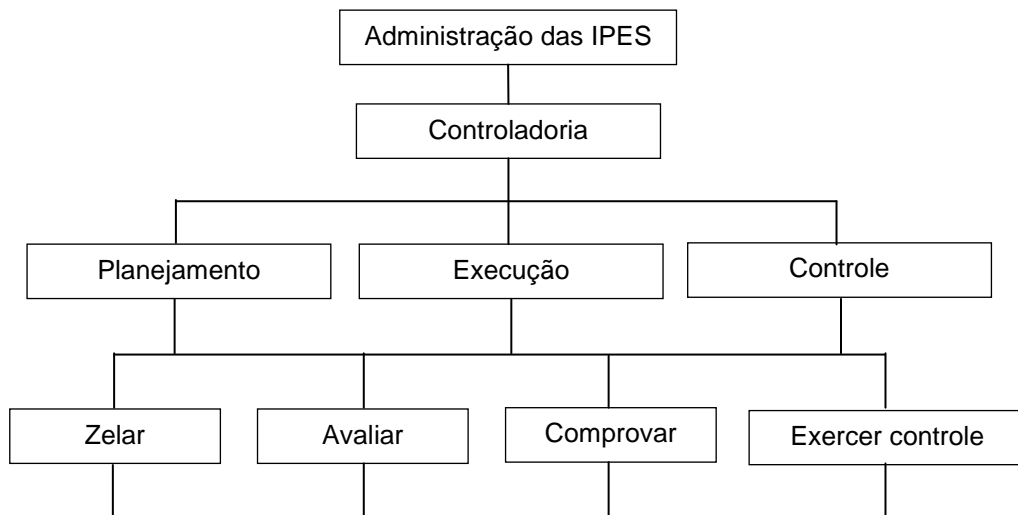 Administração das IPES
Controladoria
Planejamento
Execução
Controle
Zelar
Avaliar
Comprovar
Exercer controle